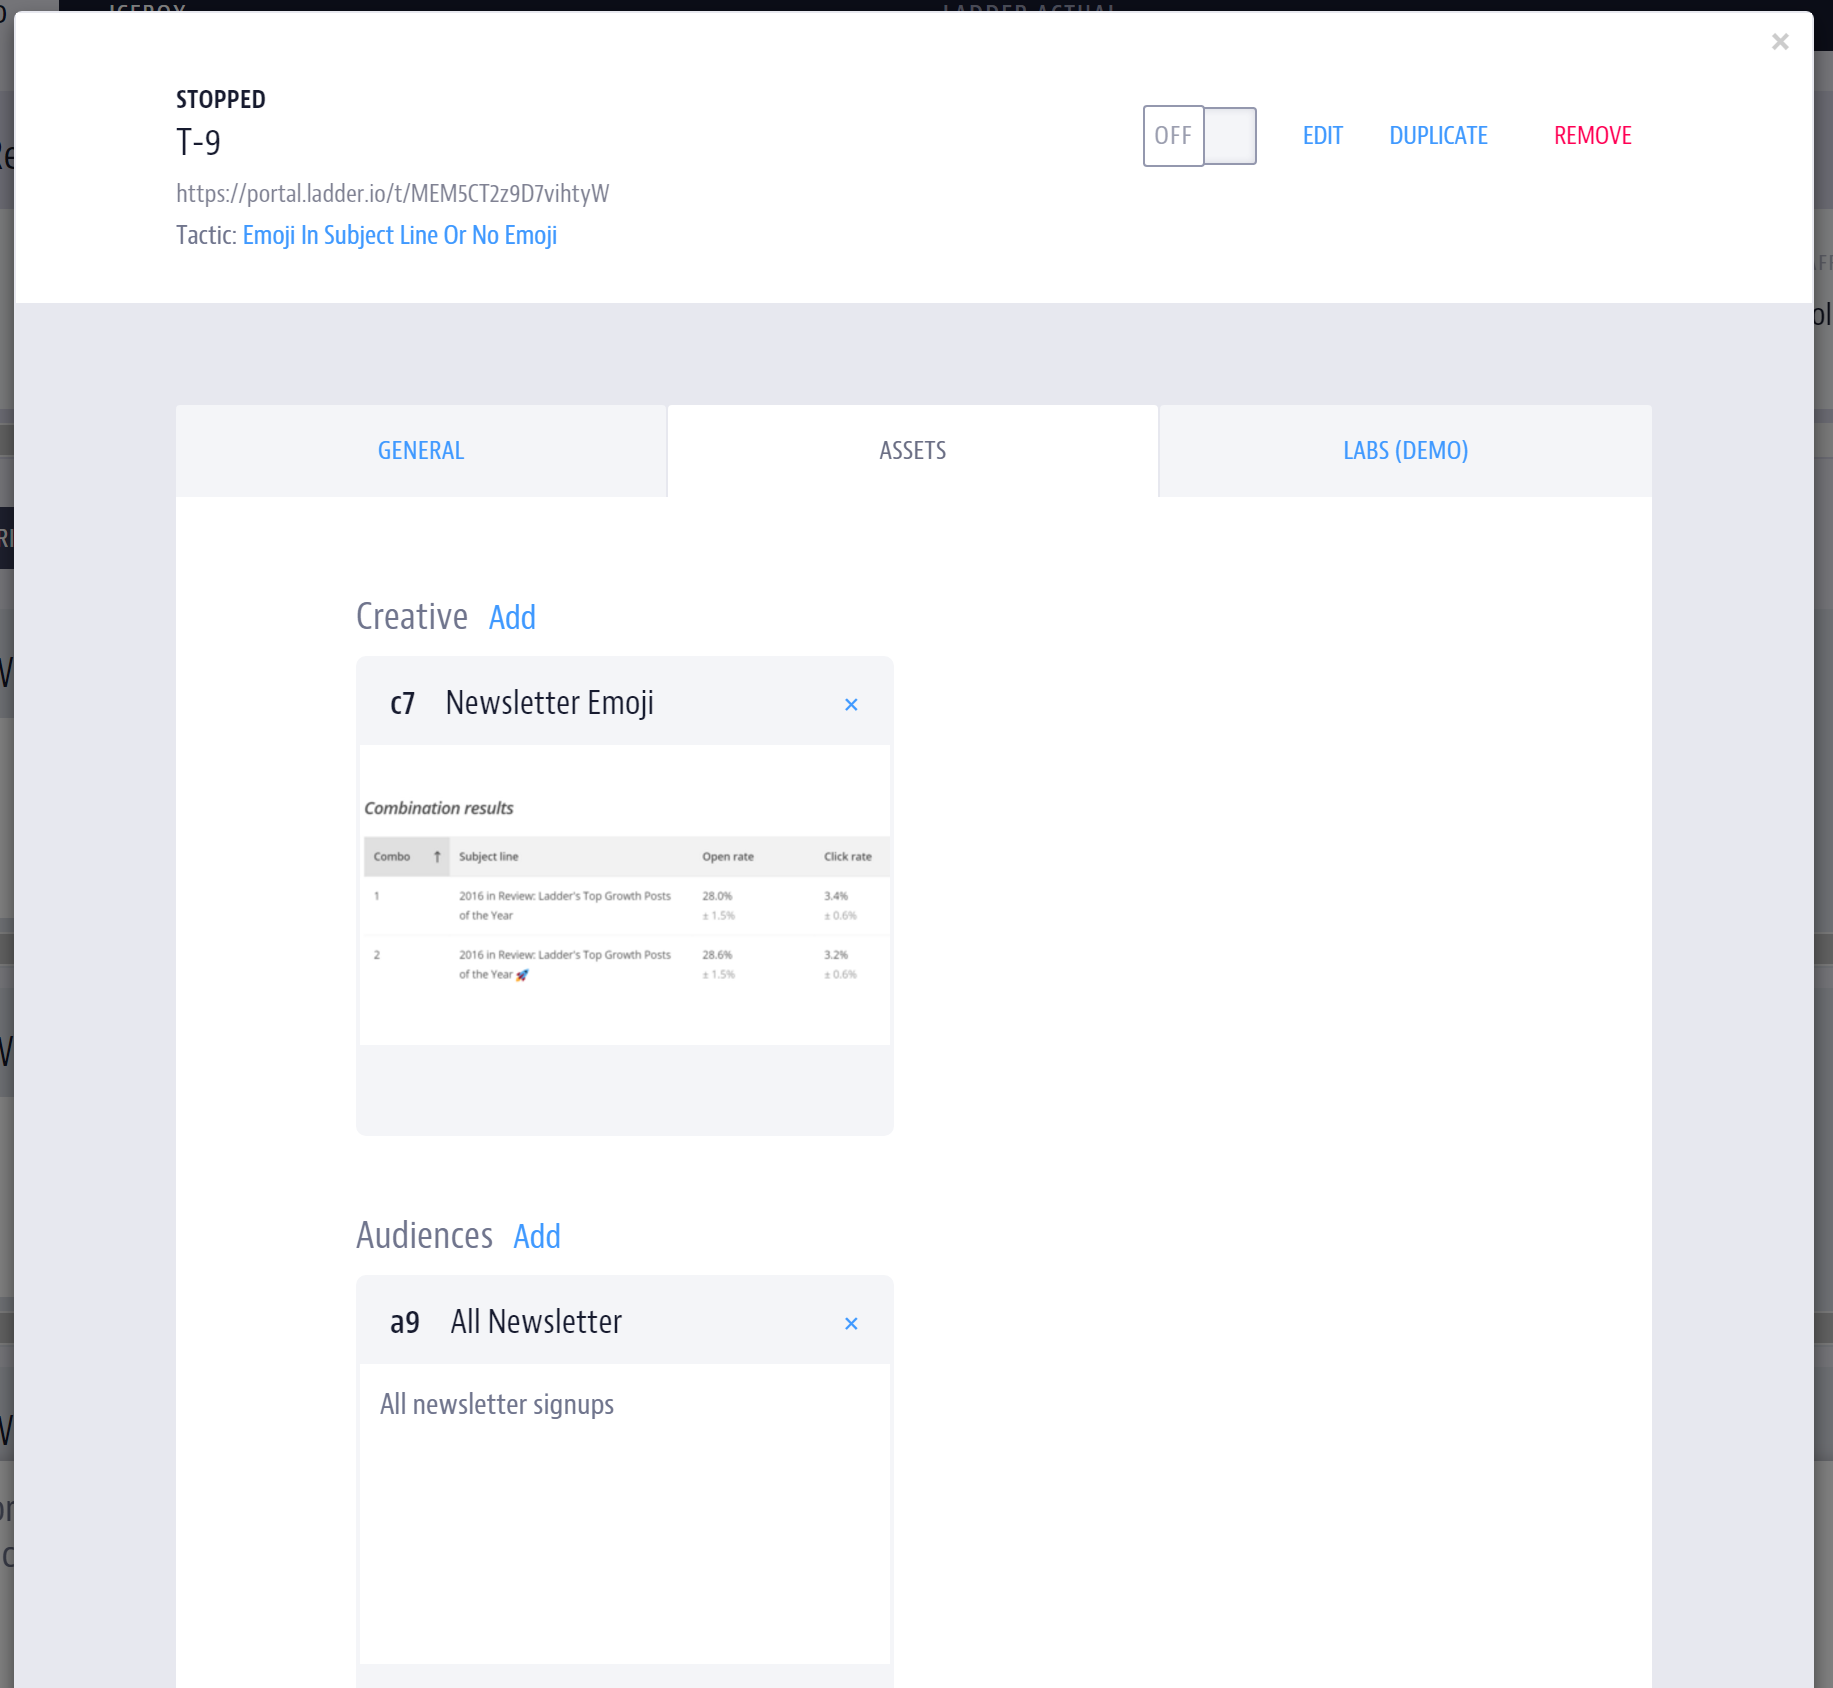 STOPPED
T-9
https://portal.ladder.io/t/MEM5CT2z9D7vihtyW
Tactic: Emoji In Subject Line Or No Emoji
OFF
EDIT
DUPLICATE
REMOVE
GENERAL
ASSETS
LABS (DEMO)
Creative Add
c7 Newsletter Emoji ×
Combination results
Combo ↑ Subject line Open rate Click rate
1 2016 in Review: Ladder's Top Growth Posts 28.0% 3.4%
of the Year ± 1.5% ± 0.6%
2 2016 in Review: Ladder's Top Growth Posts 28.6% 3.2%
of the Year 🚀 ± 1.5% ± 0.6%
Audiences Add
a9 All Newsletter ×
All newsletter signups